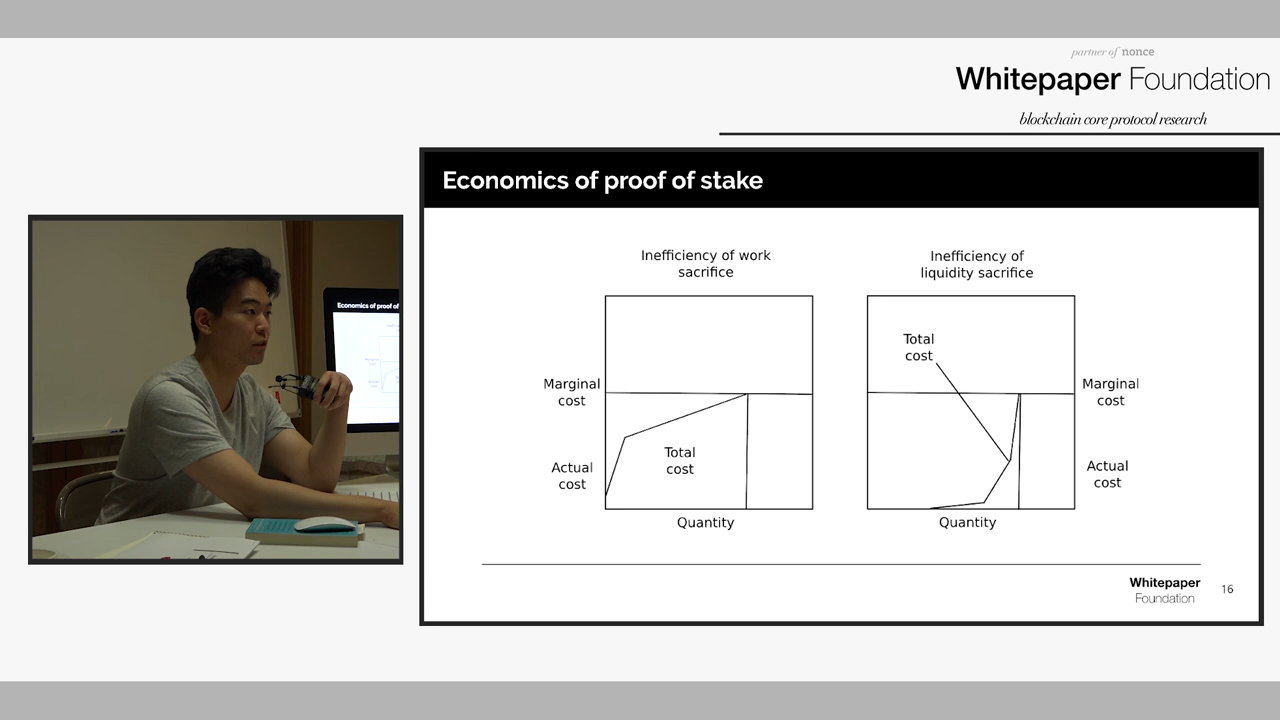 partner of nonce
Whitepaper Foundation
blockchain core protocol research
Economics of proof of stake
Inefficiency of work
sacrifice
Inefficiency of
liquidity sacrifice
Total
cost
Marginal
cost
Marginal
cost
Total
cost
Actual
cost
Actual
cost
Quantity
Quantity
Whitepaper
Foundation
16
Economics of proof of